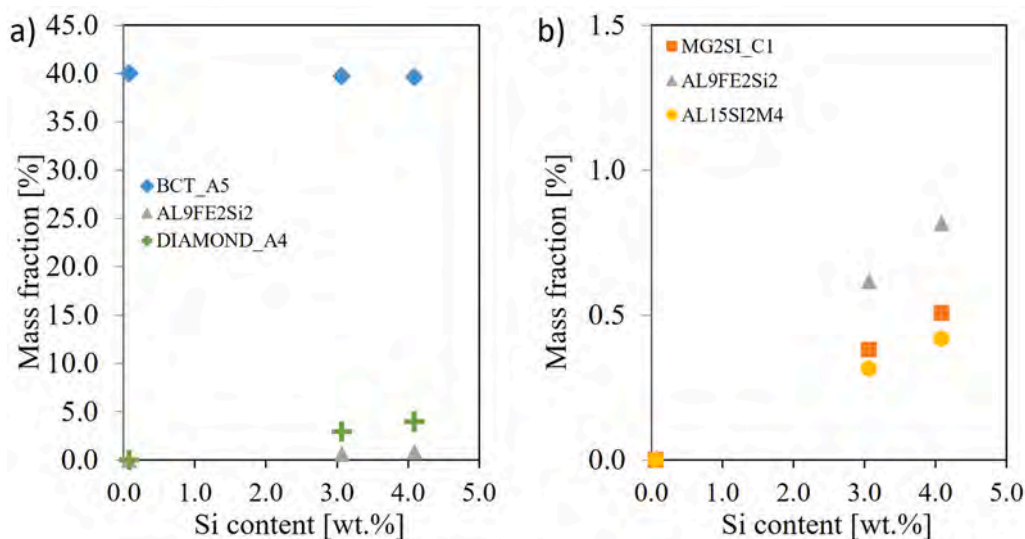 a)
45.0
40.0
35.0
30.0
25.0
20.0
15.0
10.0
5.0
0.0
Mass fraction [%]
BCT_A5
AL9FE2Si2
DIAMOND_A4
0.0 1.0 2.0 3.0 4.0 5.0
Si content [wt.%]
b)
1.5
1.0
0.5
0.0
Mass fraction [%]
MG2SI_C1
AL9FE2Si2
AL15SI2M4
0.0 1.0 2.0 3.0 4.0 5.0
Si content [wt.%]